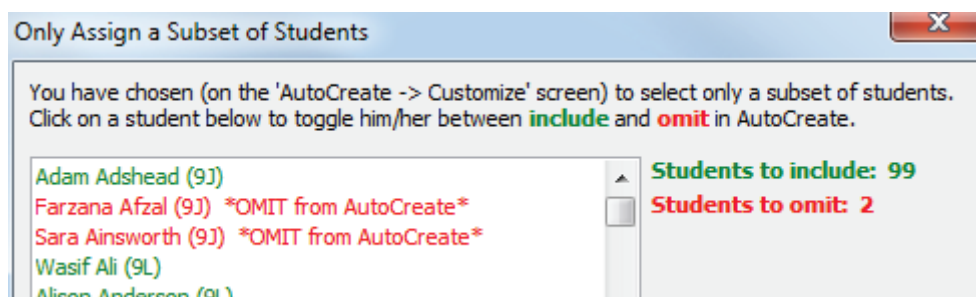 Only Assign a Subset of Students
You have chosen (on the 'AutoCreate -> Customize' screen) to select only a subset of students.
Click on a student below to toggle him/her between include and omit in AutoCreate.
Adam Adshead (9J)
Farzana Afzal (9J) *OMIT from AutoCreate*
Sara Ainsworth (9J) *OMIT from AutoCreate*
Wasif Ali (9L)
Alison Anderson (9L)
Students to include: 99
Students to omit: 2